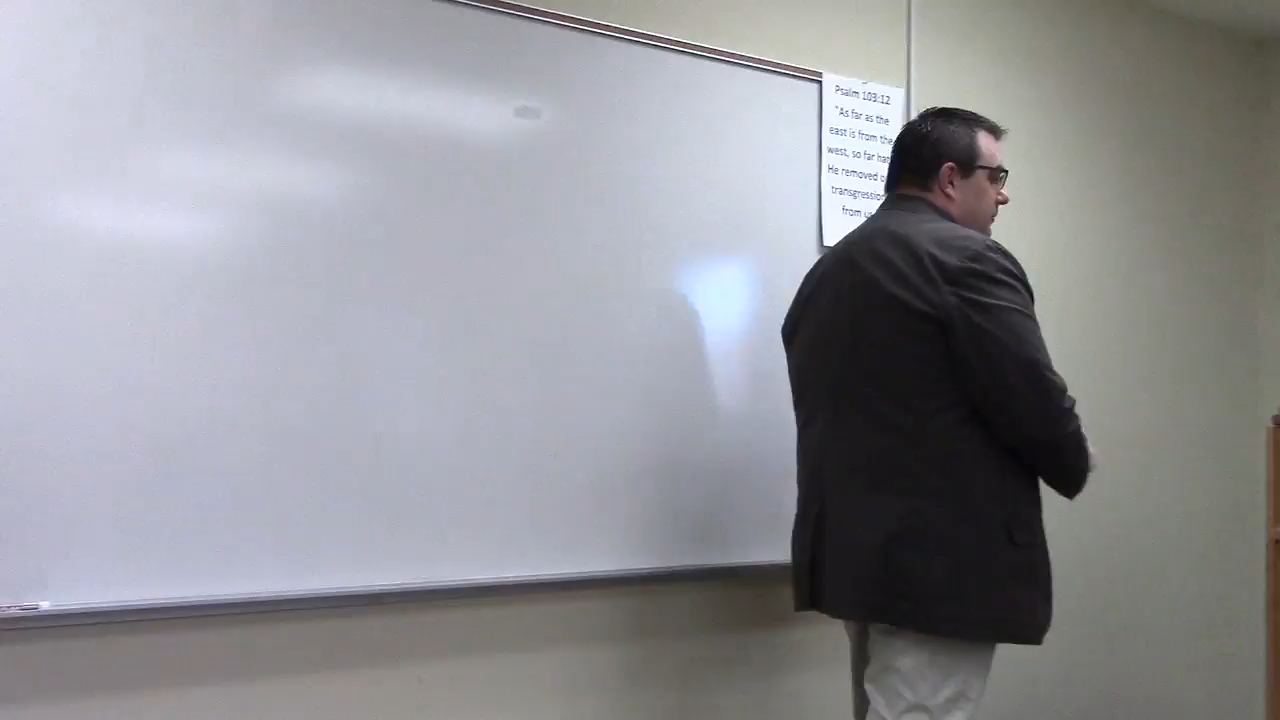 Psalm 103:12
"As far as the
east is from the
west, so far
He removed
from